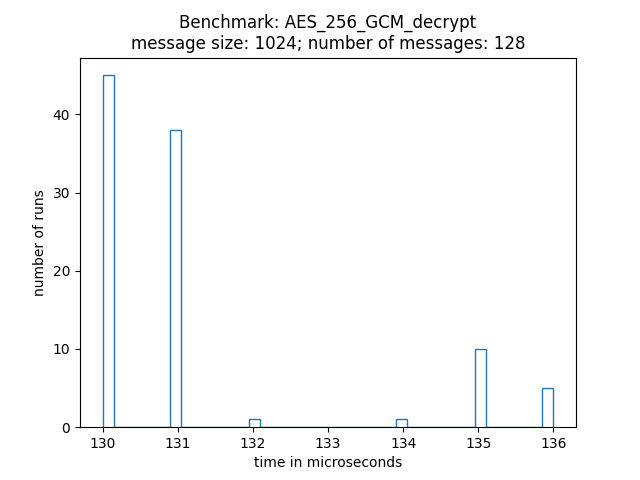 Benchmark: AES_256_GCM_decrypt
message size: 1024; number of messages: 128
number of runs
40
30
20
10
0
130 131 132 133 134 135 136
time in microseconds